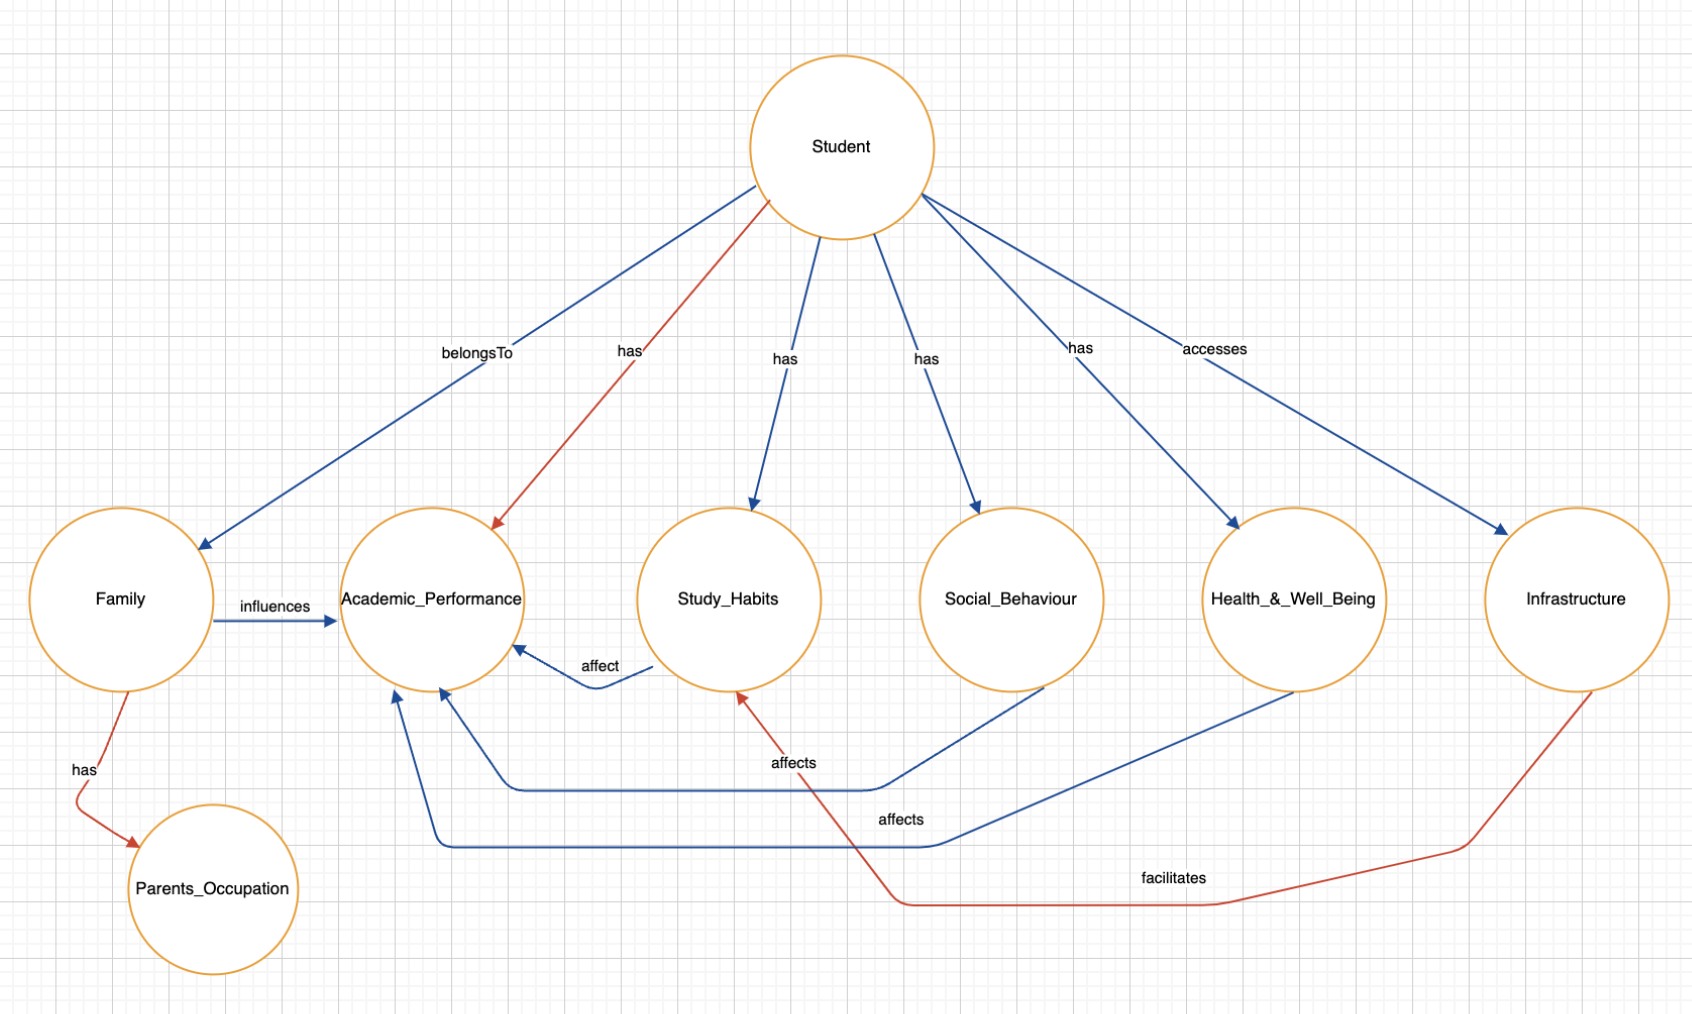 Student
belongsTo
has
has
has
has
accesses
Family
influences
Academic_Performance
Study_Habits
Social_Behaviour
Health_&_Well_Being
Infrastructure
affect
has
affects
affects
facilitates
Parents_Occupation